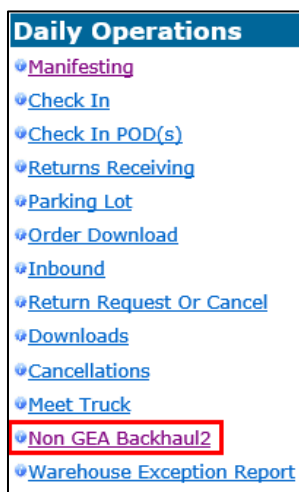 Daily Operations
Manifesting
Check In
Check In POD(s)
Returns Receiving
Parking Lot
Order Download
Inbound
Return Request Or Cancel
Downloads
Cancellations
Meet Truck
Non GEA Backhaul2
Warehouse Exception Report